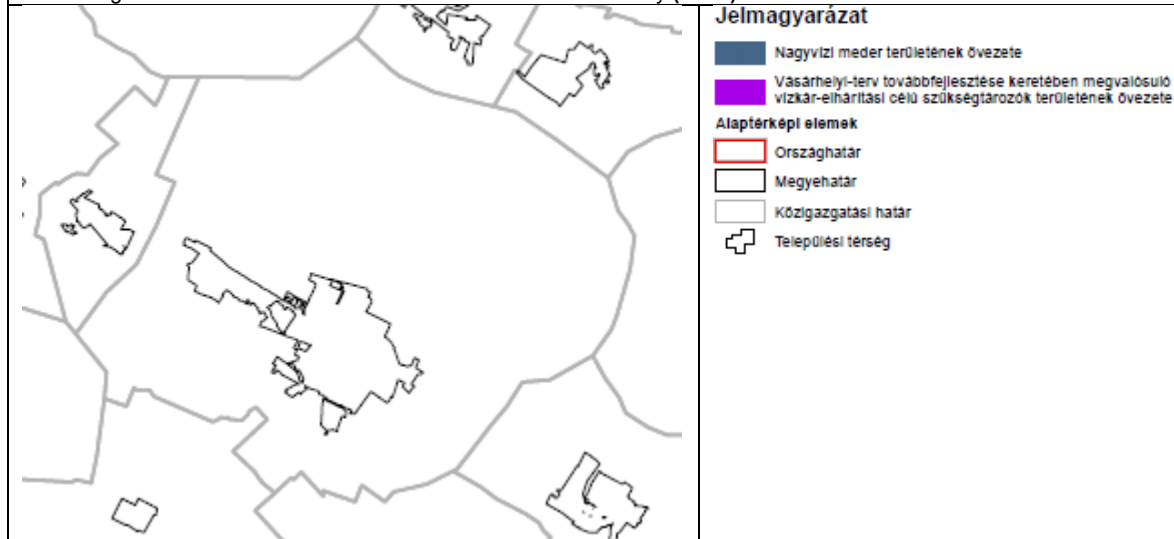 Jelmagyarázat
Nagyvízi meder területének övezete
Vásárhelyi-terv továbbfejlesztése keretében megvalósuló
vízkár-elhárítási célú szükségtározók területének övezete
Alaptérképi elemek
Országhatár
Megyehatár
Közigazgatási határ
Települési térség